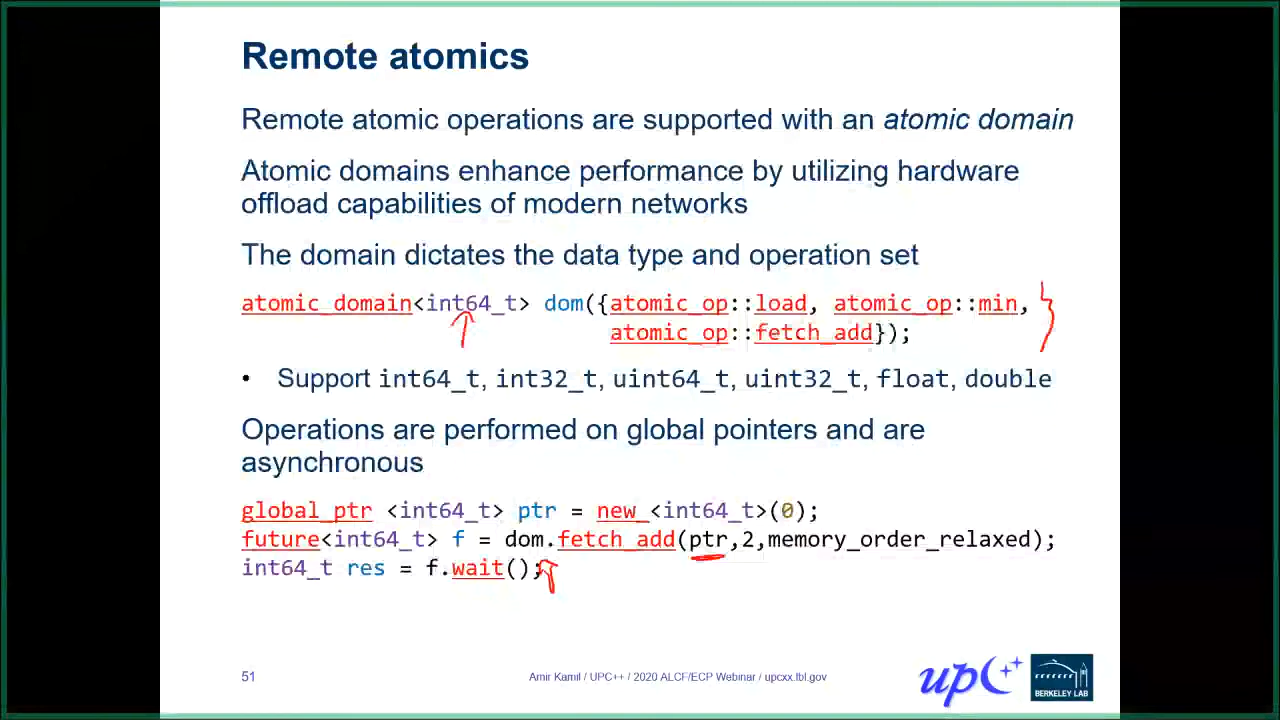 Remote atomics
Remote atomic operations are supported with an atomic domain
Atomic domains enhance performance by utilizing hardware
offload capabilities of modern networks
The domain dictates the data type and operation set
atomic_domain<int64_t> dom({atomic_op::load, atomic_op::min,
atomic_op::fetch_add});
• Support int64_t, int32_t, uint64_t, uint32_t, float, double
Operations are performed on global pointers and are
asynchronous
global_ptr <int64_t> ptr = new_<int64_t>(0);
future<int64_t> f = dom.fetch_add(ptr,2,memory_order_relaxed);
int64_t res = f.wait();
51
Amir Kamil / UPC++ / 2020 ALCF/ECP Webinar / upcxx.lbl.gov
upC++
BERKELEY LAB